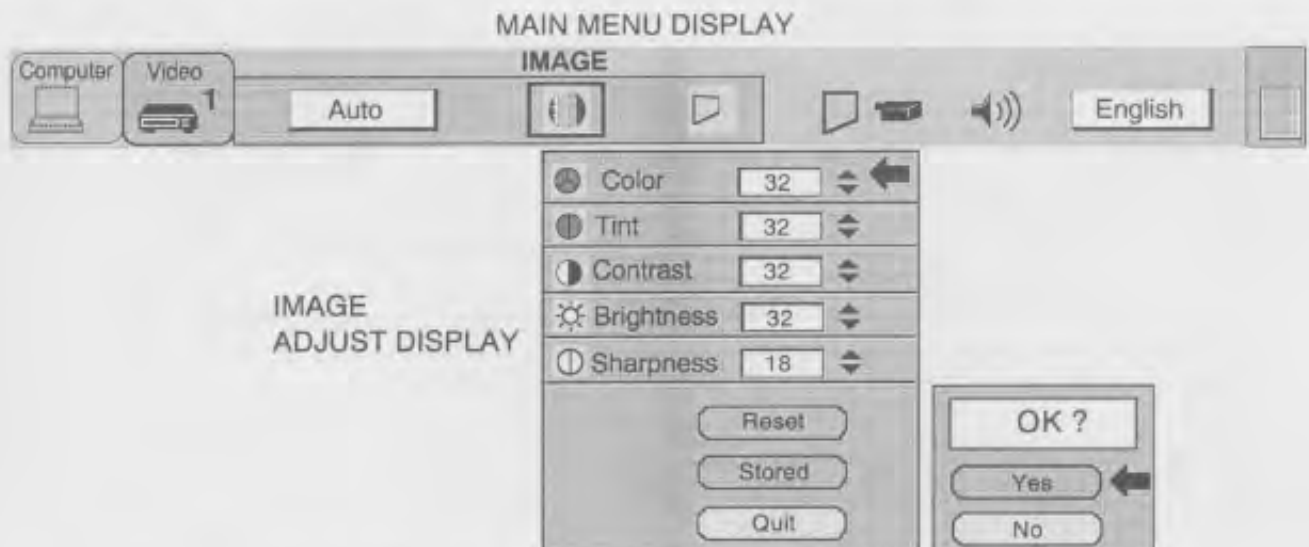 MAIN MENU DISPLAY
IMAGE
Computer Video 1 Auto English
Color 32
Tint 32
Contrast 32
Brightness 32
Sharpness 18
IMAGE
ADJUST DISPLAY
Reset
Stored
Quit
OK ?
Yes
No